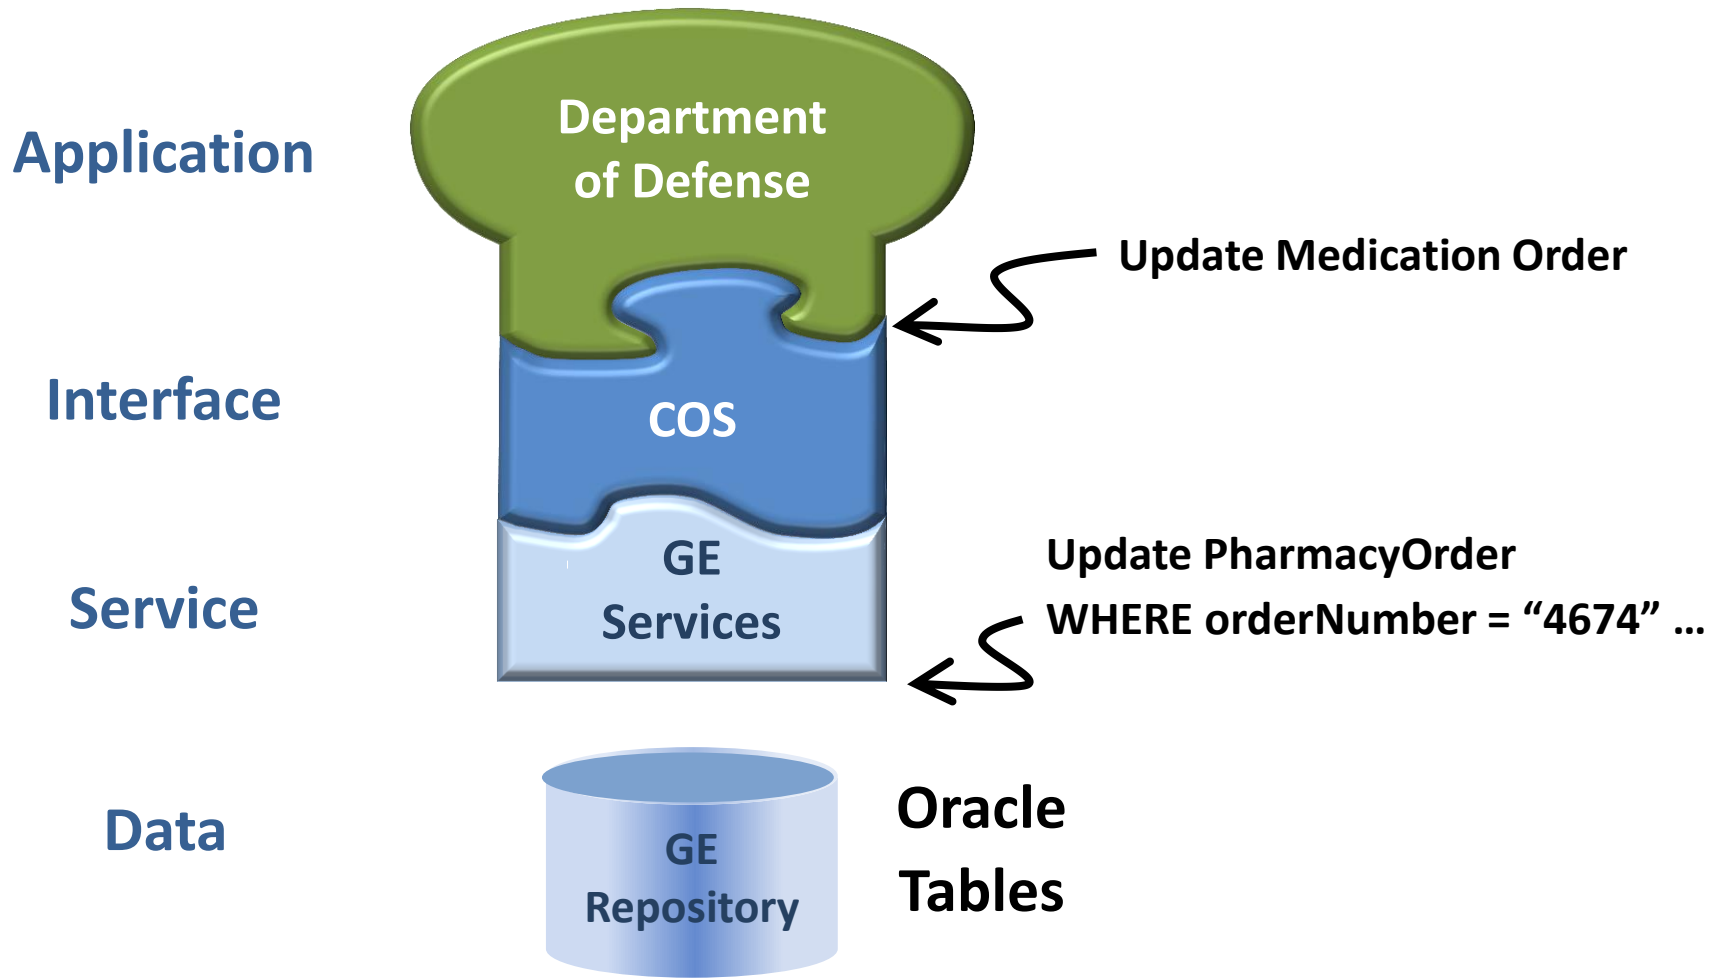 Application
Department
of Defense
Update Medication Order
Interface
COS
Service
GE
Services
Update PharmacyOrder
WHERE orderNumber = “4674” ...
Data
GE
Repository
Oracle
Tables